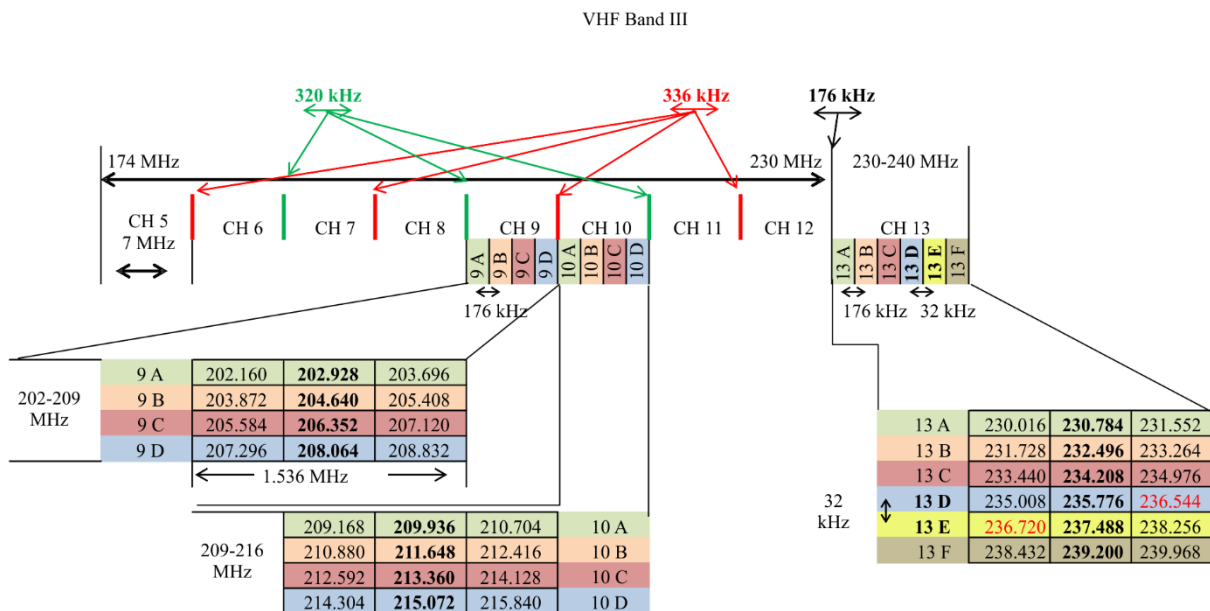 VHF Band III
320 kHz
336 kHz
176 kHz
174 MHz
230 MHz
230-240 MHz
CH 5
7 MHz
CH 6
CH 7
CH 8
CH 9
CH 10
CH 11
CH 12
CH 13
9 A
9 B
9 C
9 D
10 A
10 B
10 C
10 D
13 A
13 B
13 C
13 D
13 E
13 F
176 kHz
176 kHz
32 kHz
202-209
MHz
9 A 202.160 202.928 203.696
9 B 203.872 204.640 205.408
9 C 205.584 206.352 207.120
9 D 207.296 208.064 208.832
1.536 MHz
209-216
MHz
209.168 209.936 210.704 10 A
210.880 211.648 212.416 10 B
212.592 213.360 214.128 10 C
214.304 215.072 215.840 10 D
32
kHz
13 A 230.016 230.784 231.552
13 B 231.728 232.496 233.264
13 C 233.440 234.208 234.976
13 D 235.008 235.776 236.544
13 E 236.720 237.488 238.256
13 F 238.432 239.200 239.968